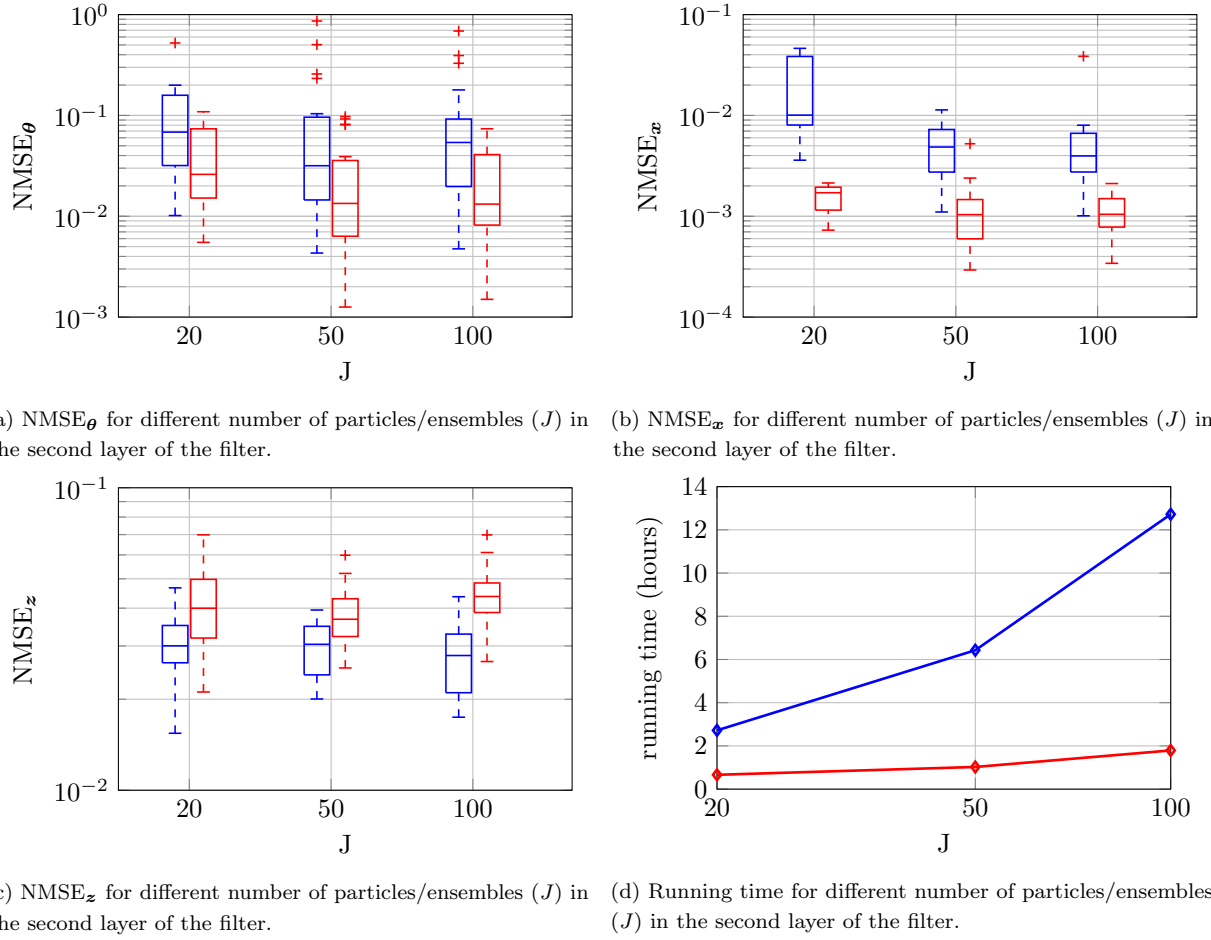 10^0
10^-1
10^-2
10^-3
NMSE_θ
20
50
100
J
10^-1
10^-2
10^-3
10^-4
NMSE_x
20
50
100
J
a) NMSE_θ for different number of particles/ensembles (J) in
the second layer of the filter.
(b) NMSE_x for different number of particles/ensembles (J) in
the second layer of the filter.
10^-1
10^-2
NMSE_z
20
50
100
J
14
12
10
8
6
4
2
0
running time (hours)
20
50
100
J
c) NMSE_z for different number of particles/ensembles (J) in
the second layer of the filter.
(d) Running time for different number of particles/ensembles
(J) in the second layer of the filter.